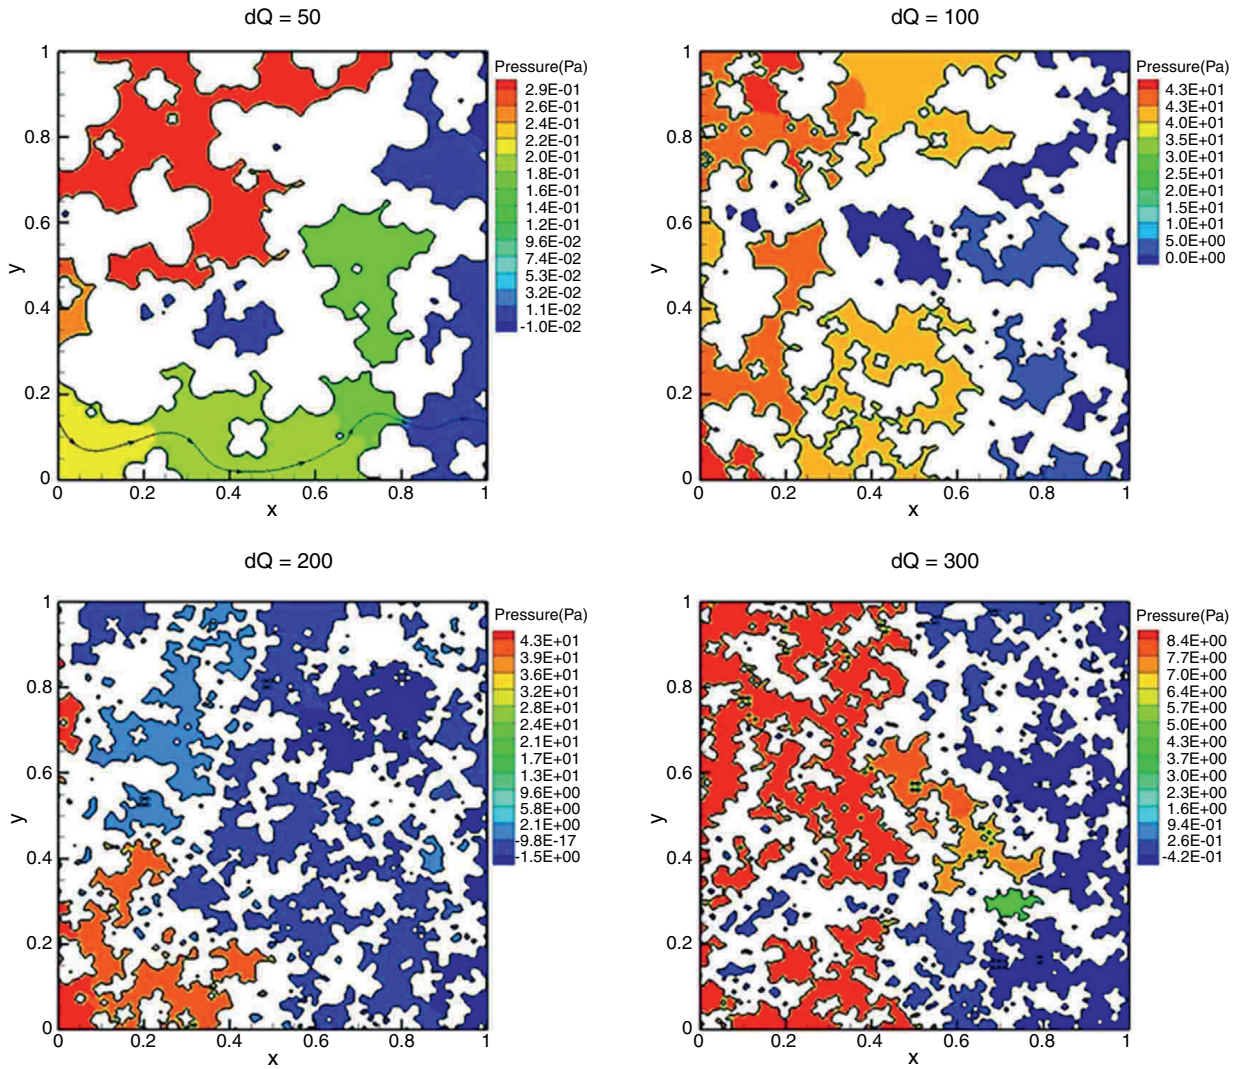 dQ = 50
Pressure(Pa)
2.9E-01
2.6E-01
2.4E-01
2.2E-01
2.0E-01
1.8E-01
1.6E-01
1.4E-01
1.2E-01
9.6E-02
7.4E-02
5.3E-02
3.2E-02
1.1E-02
-1.0E-02
1
0.8
0.6
0.4
0.2
0
y
0 0.2 0.4 0.6 0.8 1
x
dQ = 100
Pressure(Pa)
4.3E+01
4.3E+01
4.0E+01
3.5E+01
3.0E+01
2.5E+01
2.0E+01
1.5E+01
1.0E+01
5.0E+00
0.0E+00
1
0.8
0.6
0.4
0.2
0
y
0 0.2 0.4 0.6 0.8 1
x
dQ = 200
Pressure(Pa)
4.3E+01
3.9E+01
3.6E+01
3.2E+01
2.8E+01
2.4E+01
2.1E+01
1.7E+01
1.3E+01
9.6E+00
5.8E+00
2.1E+00
-9.8E-17
-1.5E+00
1
0.8
0.6
0.4
0.2
0
y
0 0.2 0.4 0.6 0.8 1
x
dQ = 300
Pressure(Pa)
8.4E+00
7.7E+00
7.0E+00
6.4E+00
5.7E+00
5.0E+00
4.3E+00
3.7E+00
3.0E+00
2.3E+00
1.6E+00
9.4E-01
2.6E-01
-4.2E-01
1
0.8
0.6
0.4
0.2
0
y
0 0.2 0.4 0.6 0.8 1
x